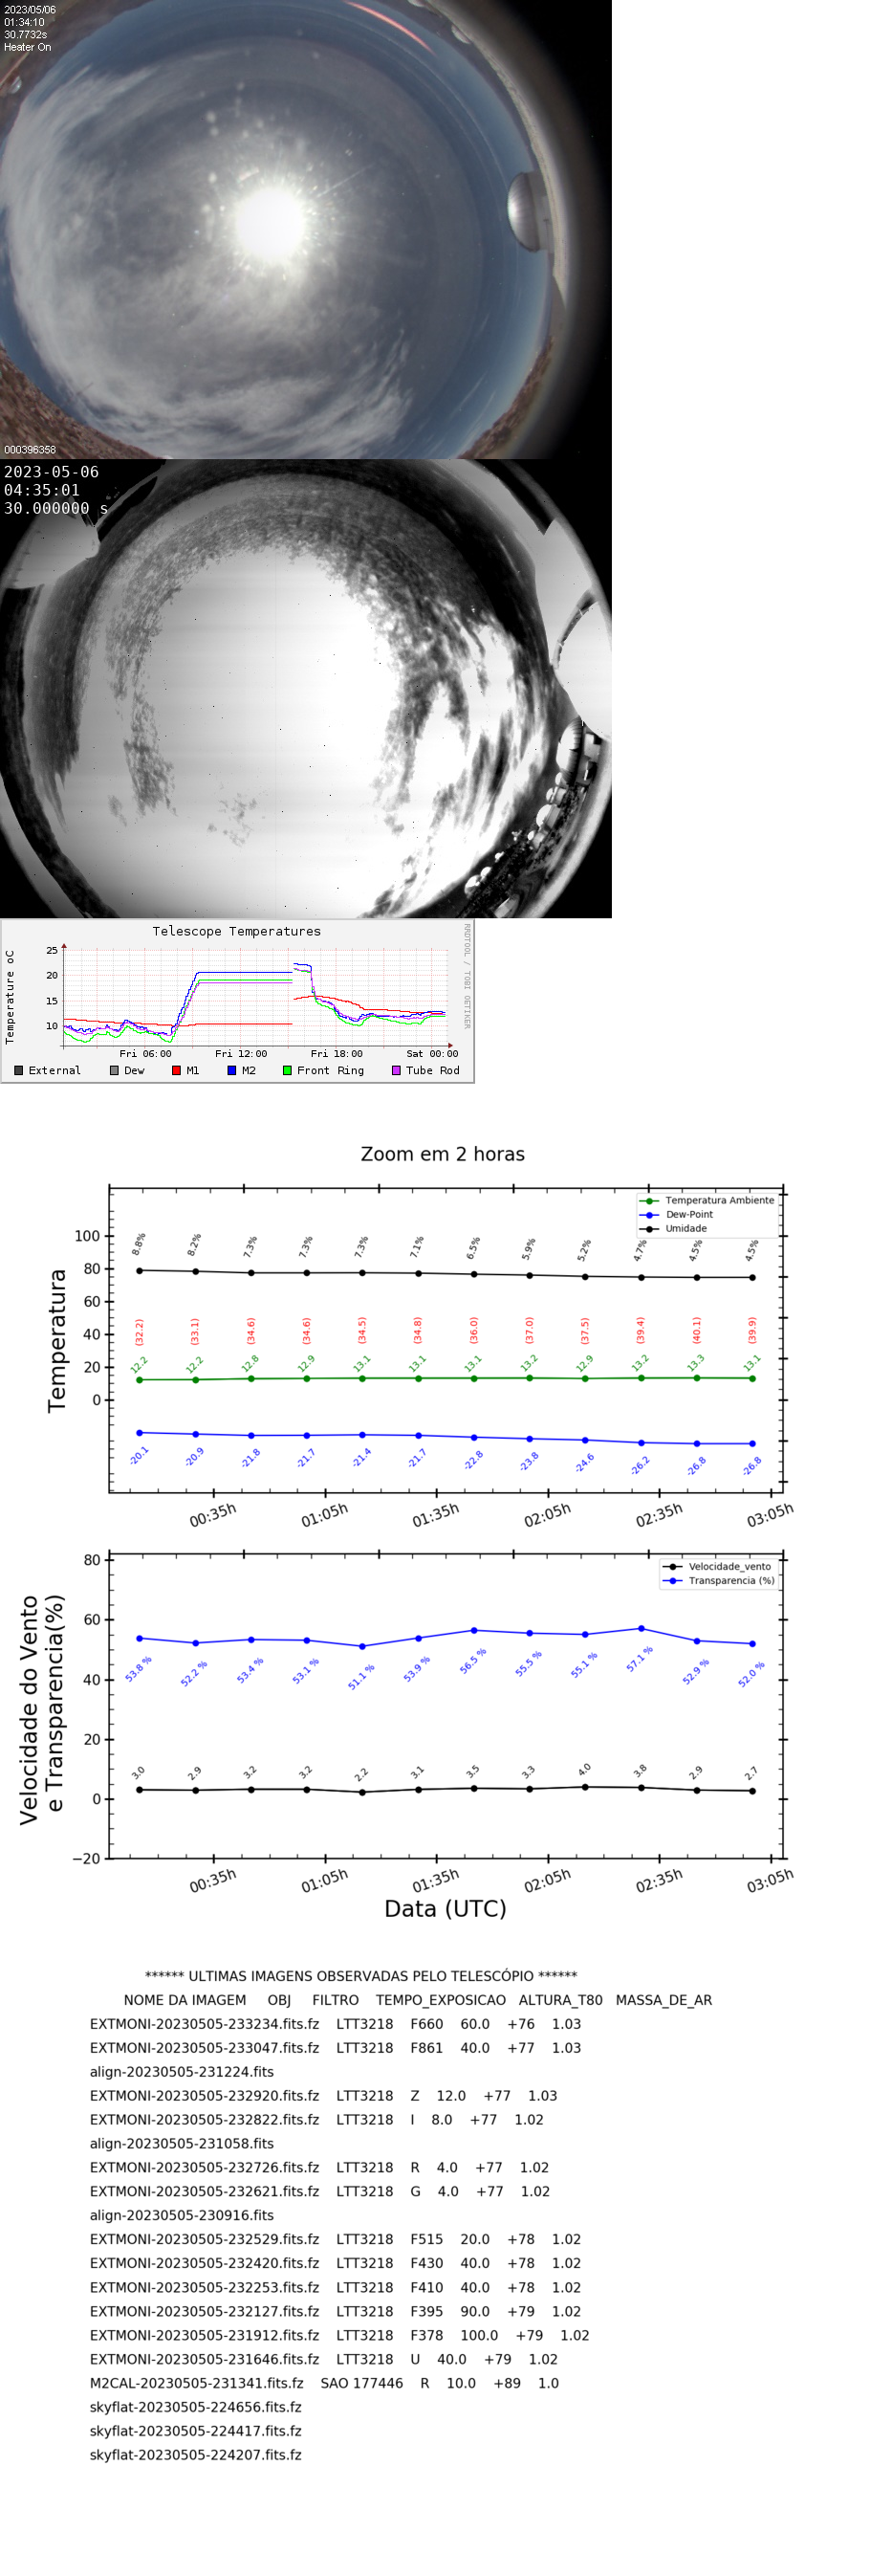 2023/05/06
01:34:10
30.7732s
Heater On
000396358
2023-05-06
04:35:01
30.000000 s
Telescope Temperatures
RRDTOOL / TOBI OETIKER
Temperature oC
25
20
15
10
Fri 06:00 Fri 12:00 Fri 18:00 Sat 00:00
External Dew M1 M2 Front Ring Tube Rod
Zoom em 2 horas
Temperatura Ambiente
Dew-Point
Umidade
Temperatura
100
80
60
40
20
0
8.8% 8.2% 7.3% 7.3% 7.3% 7.1% 6.5% 5.9% 5.2% 4.7% 4.5% 4.5%
(32.2) (33.1) (34.6) (34.6) (34.5) (34.8) (36.0) (37.0) (37.5) (39.4) (40.1) (39.9)
12.2 12.2 12.8 12.9 13.1 13.1 13.1 13.2 12.9 13.2 13.3 13.1
-20.1 -20.9 -21.8 -21.7 -21.4 -21.7 -22.8 -23.8 -24.6 -26.2 -26.8 -26.8
00:35h 01:05h 01:35h 02:05h 02:35h 03:05h
Velocidade_vento
Transparencia (%)
Velocidade do Vento
e Transparencia(%)
80
60
40
20
0
−20
53.8 % 52.2 % 53.4 % 53.1 % 51.1 % 53.9 % 56.5 % 55.5 % 55.1 % 57.1 % 52.9 % 52.0 %
3.0 2.9 3.2 3.2 2.2 3.1 3.5 3.3 4.0 3.8 2.9 2.7
00:35h 01:05h 01:35h 02:05h 02:35h 03:05h
Data (UTC)
****** ULTIMAS IMAGENS OBSERVADAS PELO TELESCÓPIO ******
NOME DA IMAGEM OBJ FILTRO TEMPO_EXPOSICAO ALTURA_T80 MASSA_DE_AR
EXTMONI-20230505-233234.fits.fz LTT3218 F660 60.0 +76 1.03
EXTMONI-20230505-233047.fits.fz LTT3218 F861 40.0 +77 1.03
align-20230505-231224.fits
EXTMONI-20230505-232920.fits.fz LTT3218 Z 12.0 +77 1.03
EXTMONI-20230505-232822.fits.fz LTT3218 I 8.0 +77 1.02
align-20230505-231058.fits
EXTMONI-20230505-232726.fits.fz LTT3218 R 4.0 +77 1.02
EXTMONI-20230505-232621.fits.fz LTT3218 G 4.0 +77 1.02
align-20230505-230916.fits
EXTMONI-20230505-232529.fits.fz LTT3218 F515 20.0 +78 1.02
EXTMONI-20230505-232420.fits.fz LTT3218 F430 40.0 +78 1.02
EXTMONI-20230505-232253.fits.fz LTT3218 F410 40.0 +78 1.02
EXTMONI-20230505-232127.fits.fz LTT3218 F395 90.0 +79 1.02
EXTMONI-20230505-231912.fits.fz LTT3218 F378 100.0 +79 1.02
EXTMONI-20230505-231646.fits.fz LTT3218 U 40.0 +79 1.02
M2CAL-20230505-231341.fits.fz SAO 177446 R 10.0 +89 1.0
skyflat-20230505-224656.fits.fz
skyflat-20230505-224417.fits.fz
skyflat-20230505-224207.fits.fz